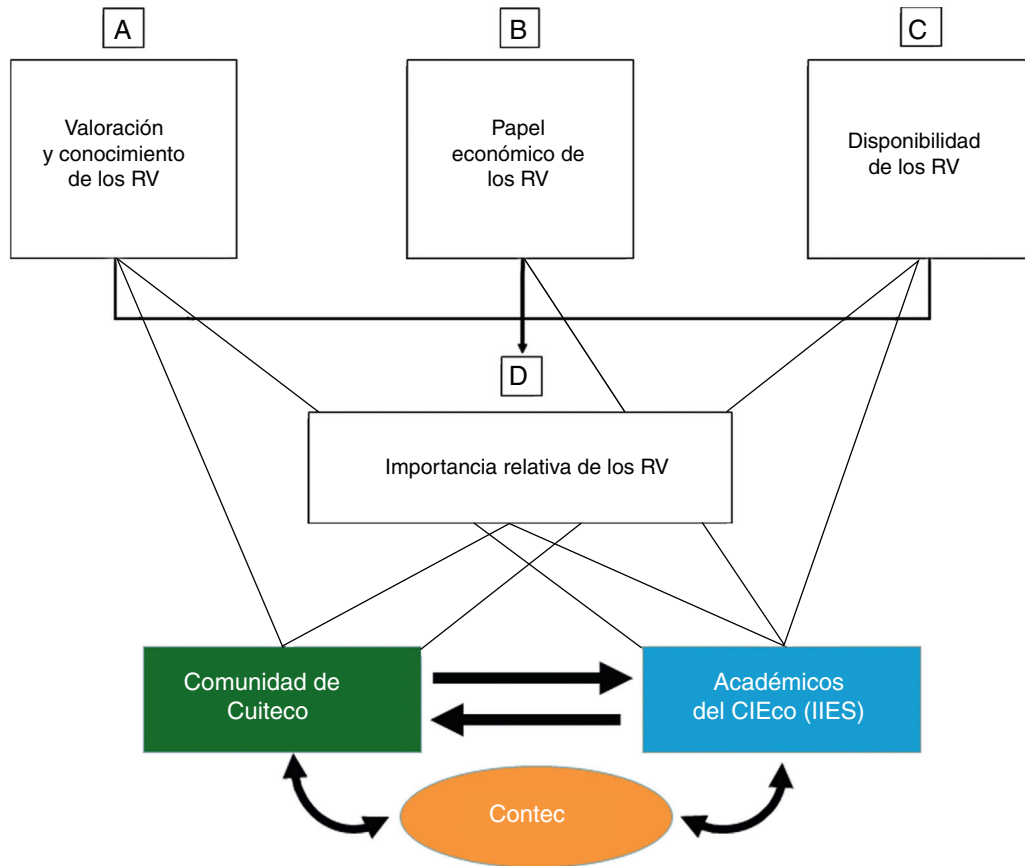 A
B
C
Valoración
y conocimiento
de los RV
Papel
económico de
los RV
Disponibilidad
de los RV
D
Importancia relativa de los RV
Comunidad de
Cuiteco
Académicos
del CIEco (IIES)
Contec